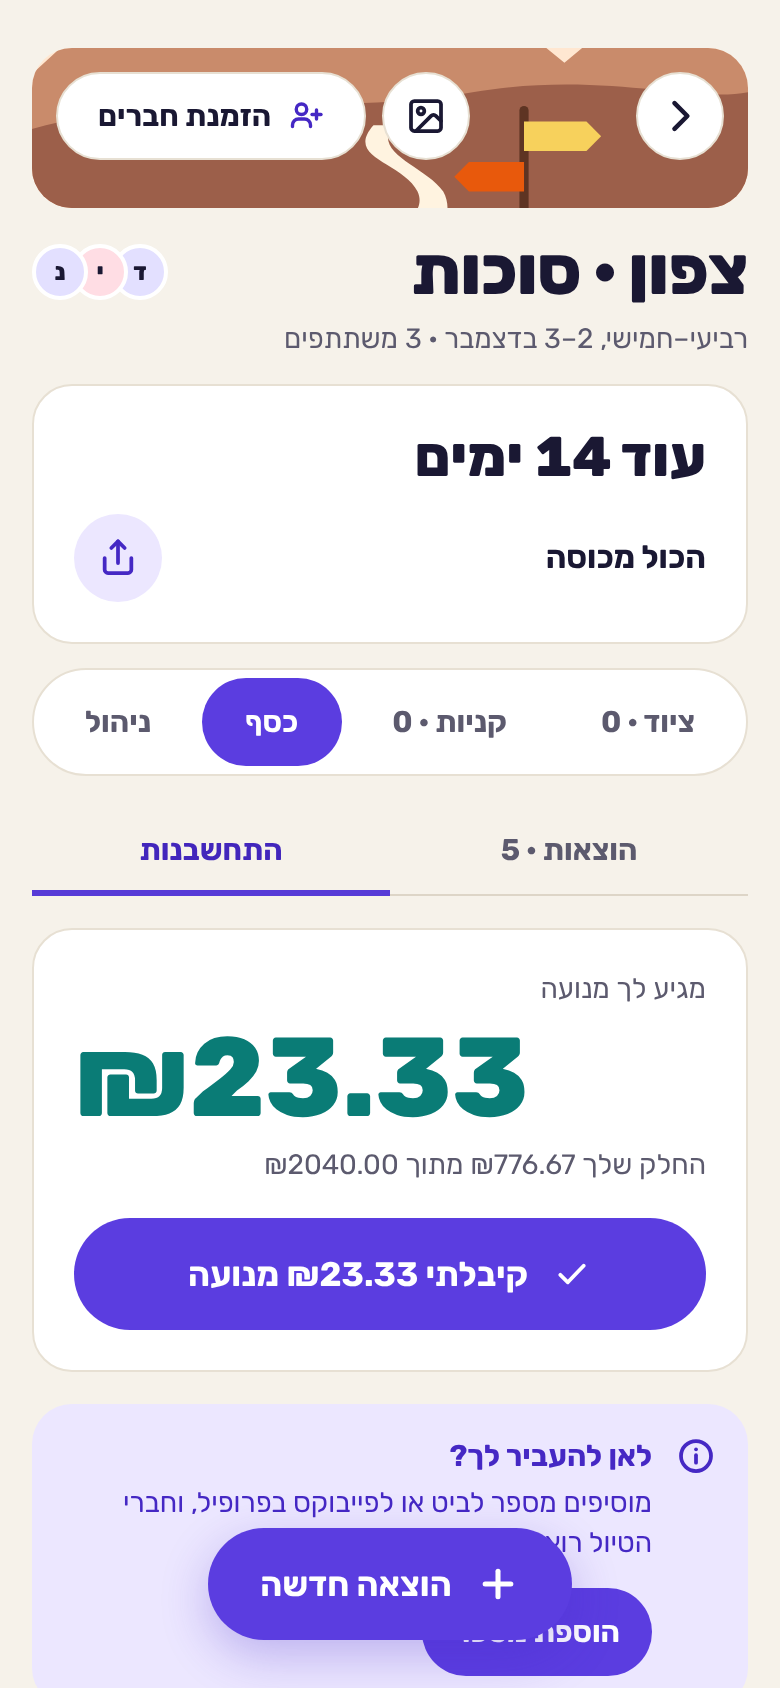 הזמנת חברים
צפון • סוכות
ד י נ
רביעי–חמישי, 2–3 בדצמבר • 3 משתתפים
עוד 14 ימים
הכול מכוסה
ציוד • 0 קניות • 0 כסף ניהול
הוצאות • 5 התחשבנות
מגיע לך מנועה
₪23.33
החלק שלך ₪776.67 מתוך ₪2040.00
קיבלתי ₪23.33 מנועה
לאן להעביר לך?
מוסיפים מספר לביט או לפייבוקס בפרופיל, וחברי
הטיול
הוצאה חדשה